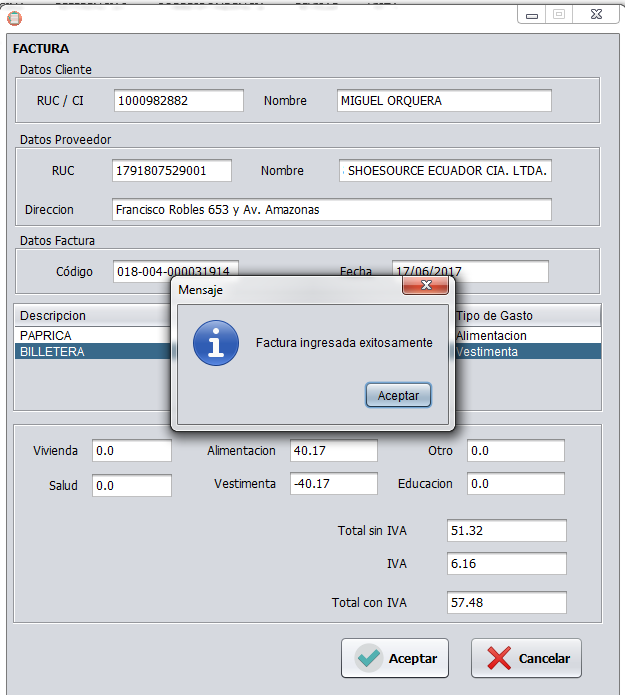 FACTURA
Datos Cliente
RUC / CI 1000982882 Nombre MIGUEL ORQUERA
Datos Proveedor
RUC 1791807529001 Nombre SHOESOURCE ECUADOR CIA. LTDA.
Direccion Francisco Robles 653 y Av. Amazonas
Datos Factura
Código 018-004-000031914 Fecha 17/06/2017
Mensaje
Descripcion Tipo de Gasto
PAPRICA Alimentacion
BILLETERA Vestimenta
Factura ingresada exitosamente
Aceptar
Vivienda 0.0 Alimentacion 40.17 Otro 0.0
Salud 0.0 Vestimenta -40.17 Educacion 0.0
Total sin IVA 51.32
IVA 6.16
Total con IVA 57.48
Aceptar Cancelar